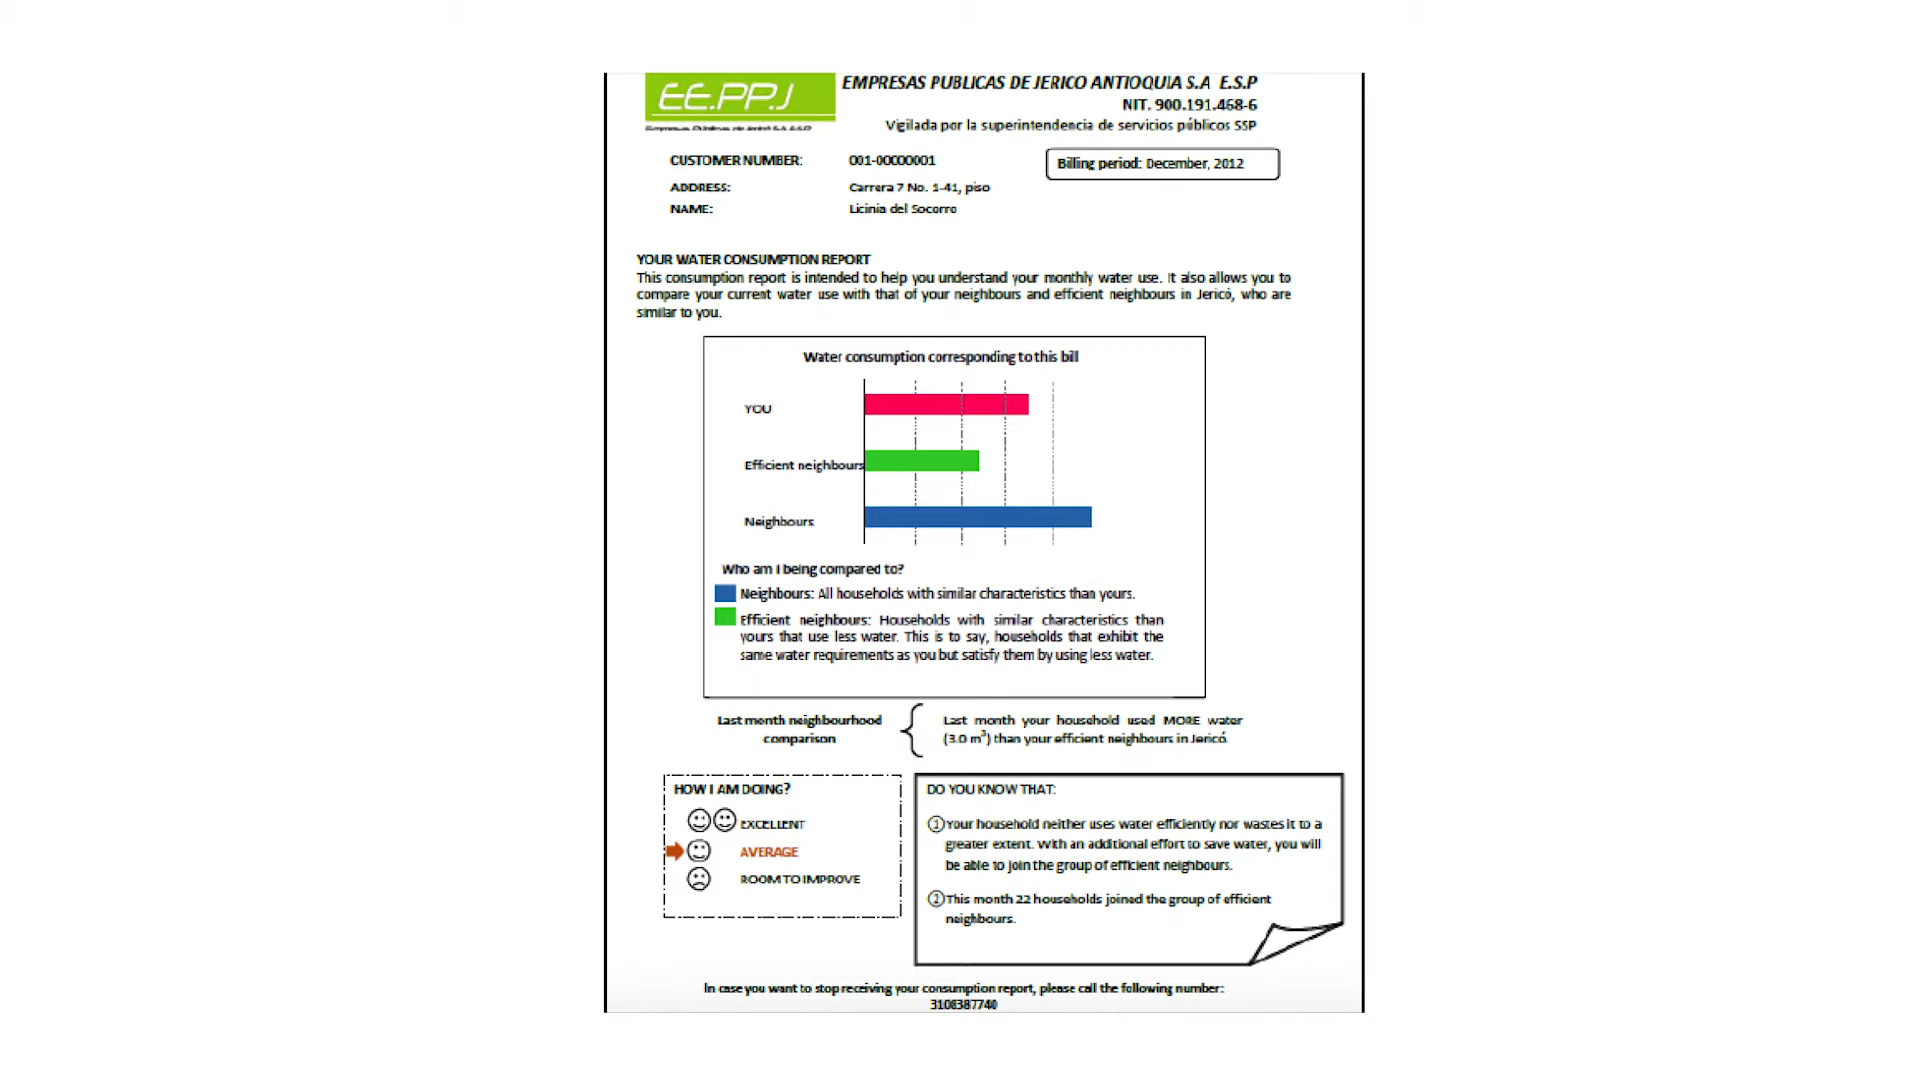 EE.PP.J
EMPRESAS PUBLICAS DE JERICO ANTIOQUIA S.A E.S.P
NIT. 900.191.468-6
Empresas Públicas de Jericó S.A E.S.P
Vigilada por la superintendencia de servicios públicos SSP
CUSTOMER NUMBER: 001-00000001
Billing period: December, 2012
ADDRESS: Carrera 7 No. 1-41, piso
NAME: Licinia del Socorro
YOUR WATER CONSUMPTION REPORT
This consumption report is intended to help you understand your monthly water use. It also allows you to
compare your current water use with that of your neighbours and efficient neighbours in Jericó, who are
similar to you.
Water consumption corresponding to this bill
YOU
Efficient neighbours
Neighbours
Who am I being compared to?
Neighbours: All households with similar characteristics than yours.
Efficient neighbours: Households with similar characteristics than
yours that use less water. This is to say, households that exhibit the
same water requirements as you but satisfy them by using less water.
Last month neighbourhood
comparison
Last month your household used MORE water
(3.0 m³) than your efficient neighbours in Jericó
HOW I AM DOING?
EXCELLENT
AVERAGE
ROOM TO IMPROVE
DO YOU KNOW THAT:
① Your household neither uses water efficiently nor wastes it to a
greater extent. With an additional effort to save water, you will
be able to join the group of efficient neighbours.
② This month 22 households joined the group of efficient
neighbours.
In case you want to stop receiving your consumption report, please call the following number:
3108387740